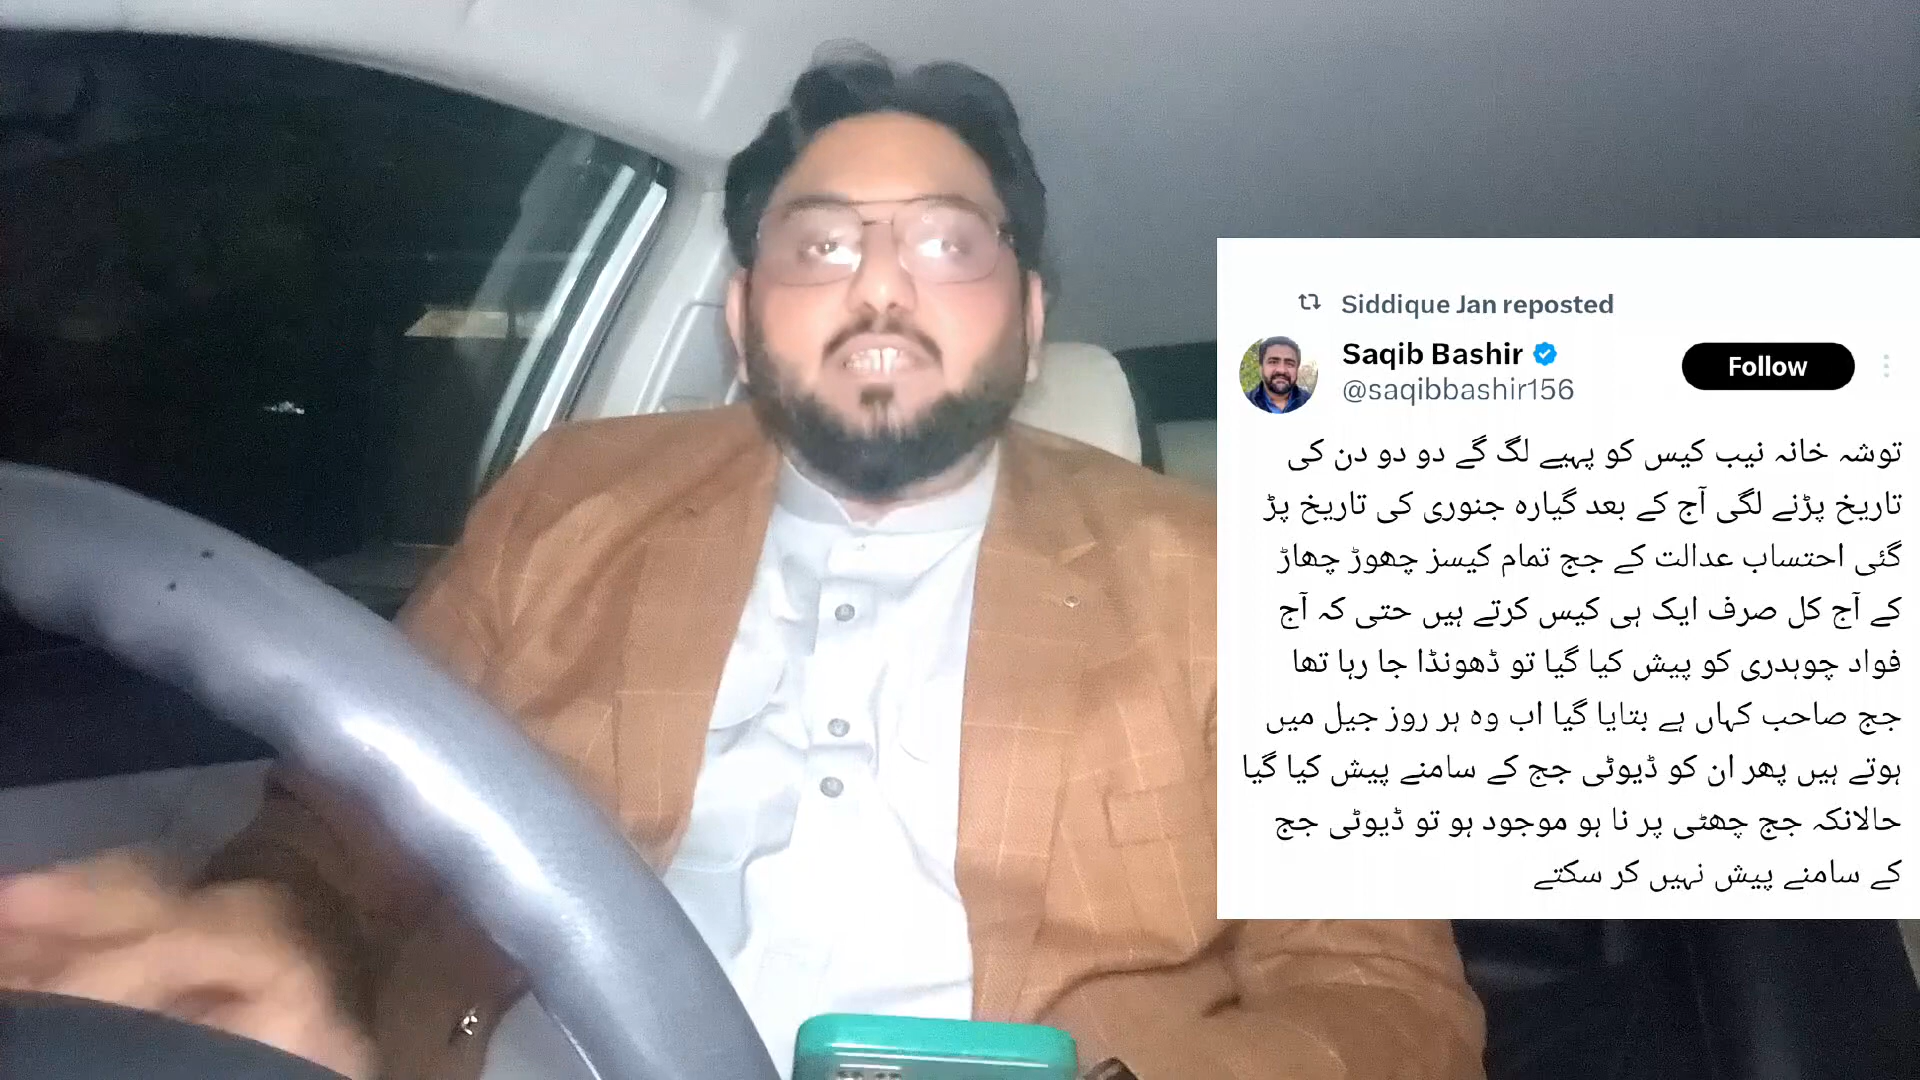 Siddique Jan reposted
Saqib Bashir
@saqibbashir156
Follow
توشہ خانہ نیب کیس کو پہیے لگ گے دو دو دن کی
تاریخ پڑنے لگی آج کے بعد گیارہ جنوری کی تاریخ پڑ
گئی احتساب عدالت کے جج تمام کیسز چھوڑ چھاڑ
کے آج کل صرف ایک ہی کیس کرتے ہیں حتی کہ آج
فواد چوہدری کو پیش کیا گیا تو ڈھونڈا جا رہا تھا
جج صاحب کہاں ہے بتایا گیا اب وہ ہر روز جیل میں
ہوتے ہیں پھر ان کو ڈیوٹی جج کے سامنے پیش کیا گیا
حالانکہ جج چھٹی پر نا ہو موجود ہو تو ڈیوٹی جج
کے سامنے پیش نہیں کر سکتے